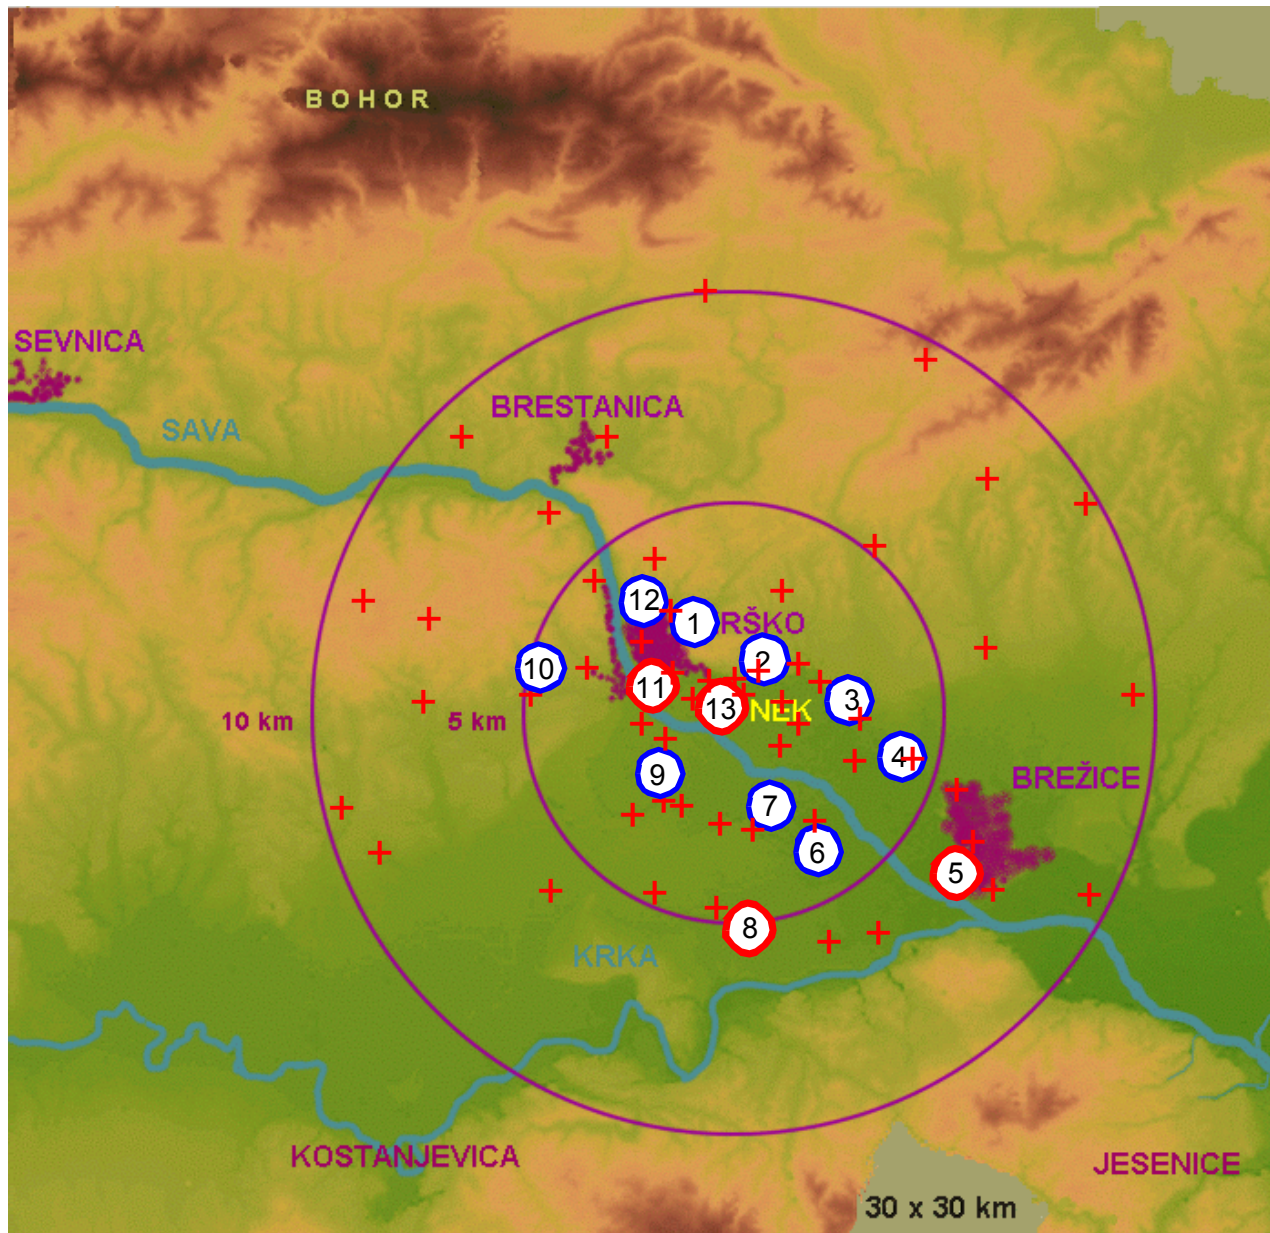 BOHOR
SEVNICA
BRESTANICA
SAVA
12
1
RŠKO
10
2
11
13
NEK
3
10 km
5 km
4
9
BREŽICE
7
6
5
8
KRKA
KOSTANJEVICA
JESENICE
30 x 30 km